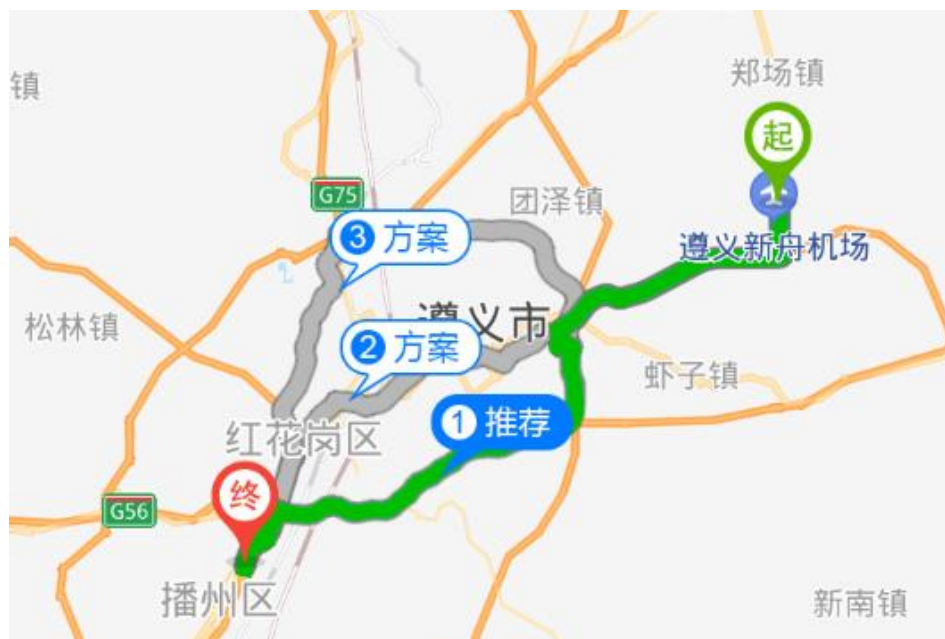 郑场镇
镇
起
G75
团泽镇
3 方案
遵义新舟机场
遵义市
松林镇
2 方案
虾子镇
1 推荐
红花岗区
终
G56
播州区
新南镇